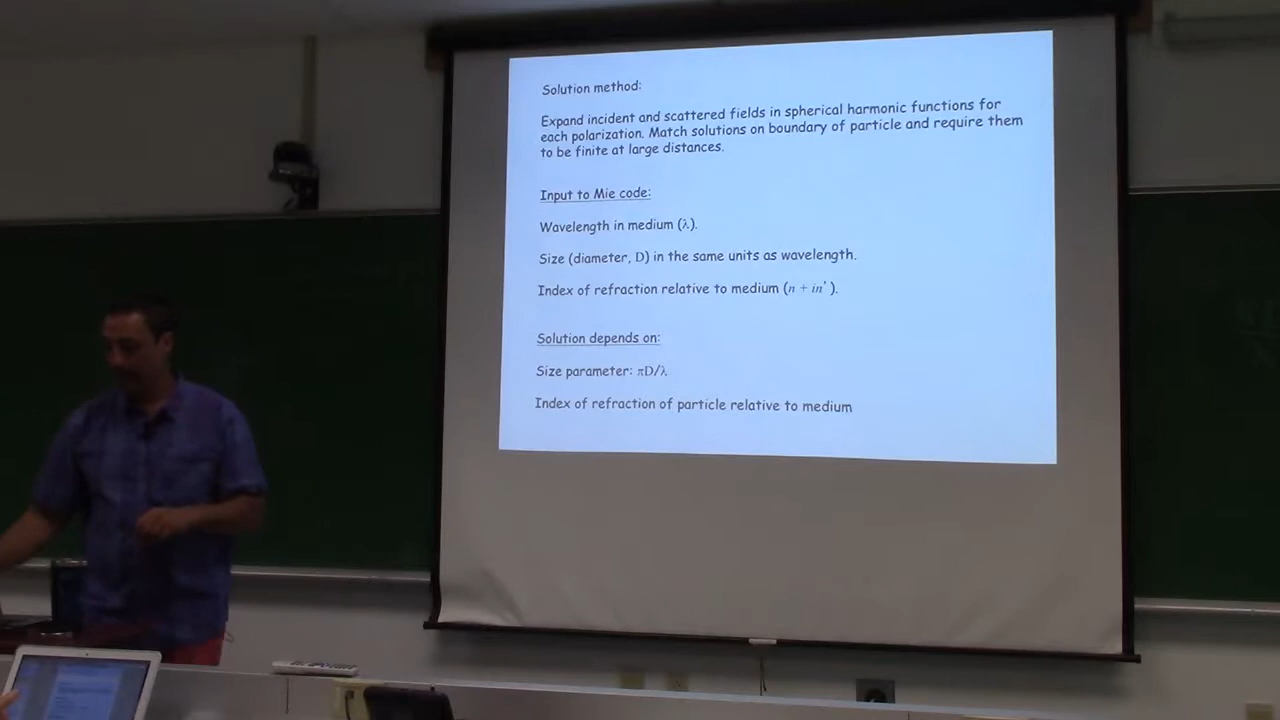 Solution method:
Expand incident and scattered fields in spherical harmonic functions for
each polarization. Match solutions on boundary of particle and require them
to be finite at large distances.
Input to Mie code:
Wavelength in medium (λ).
Size (diameter, D) in the same units as wavelength.
Index of refraction relative to medium (n + in').
Solution depends on:
Size parameter: πD/λ
Index of refraction of particle relative to medium